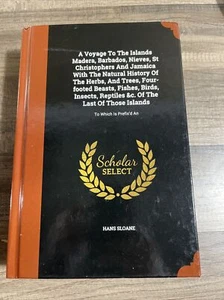 A Voyage To The Islands
Madera, Barbados, Nieves, St
Christophers And Jamaica
With The Natural History Of
The Herbs, And Trees, Four-
footed Beasts, Fishes, Birds,
Insects, Reptiles &c. Of The
Last Of Those Islands
To Which Is Prefix'd An
Scholar
SELECT
HANS SLOANE.